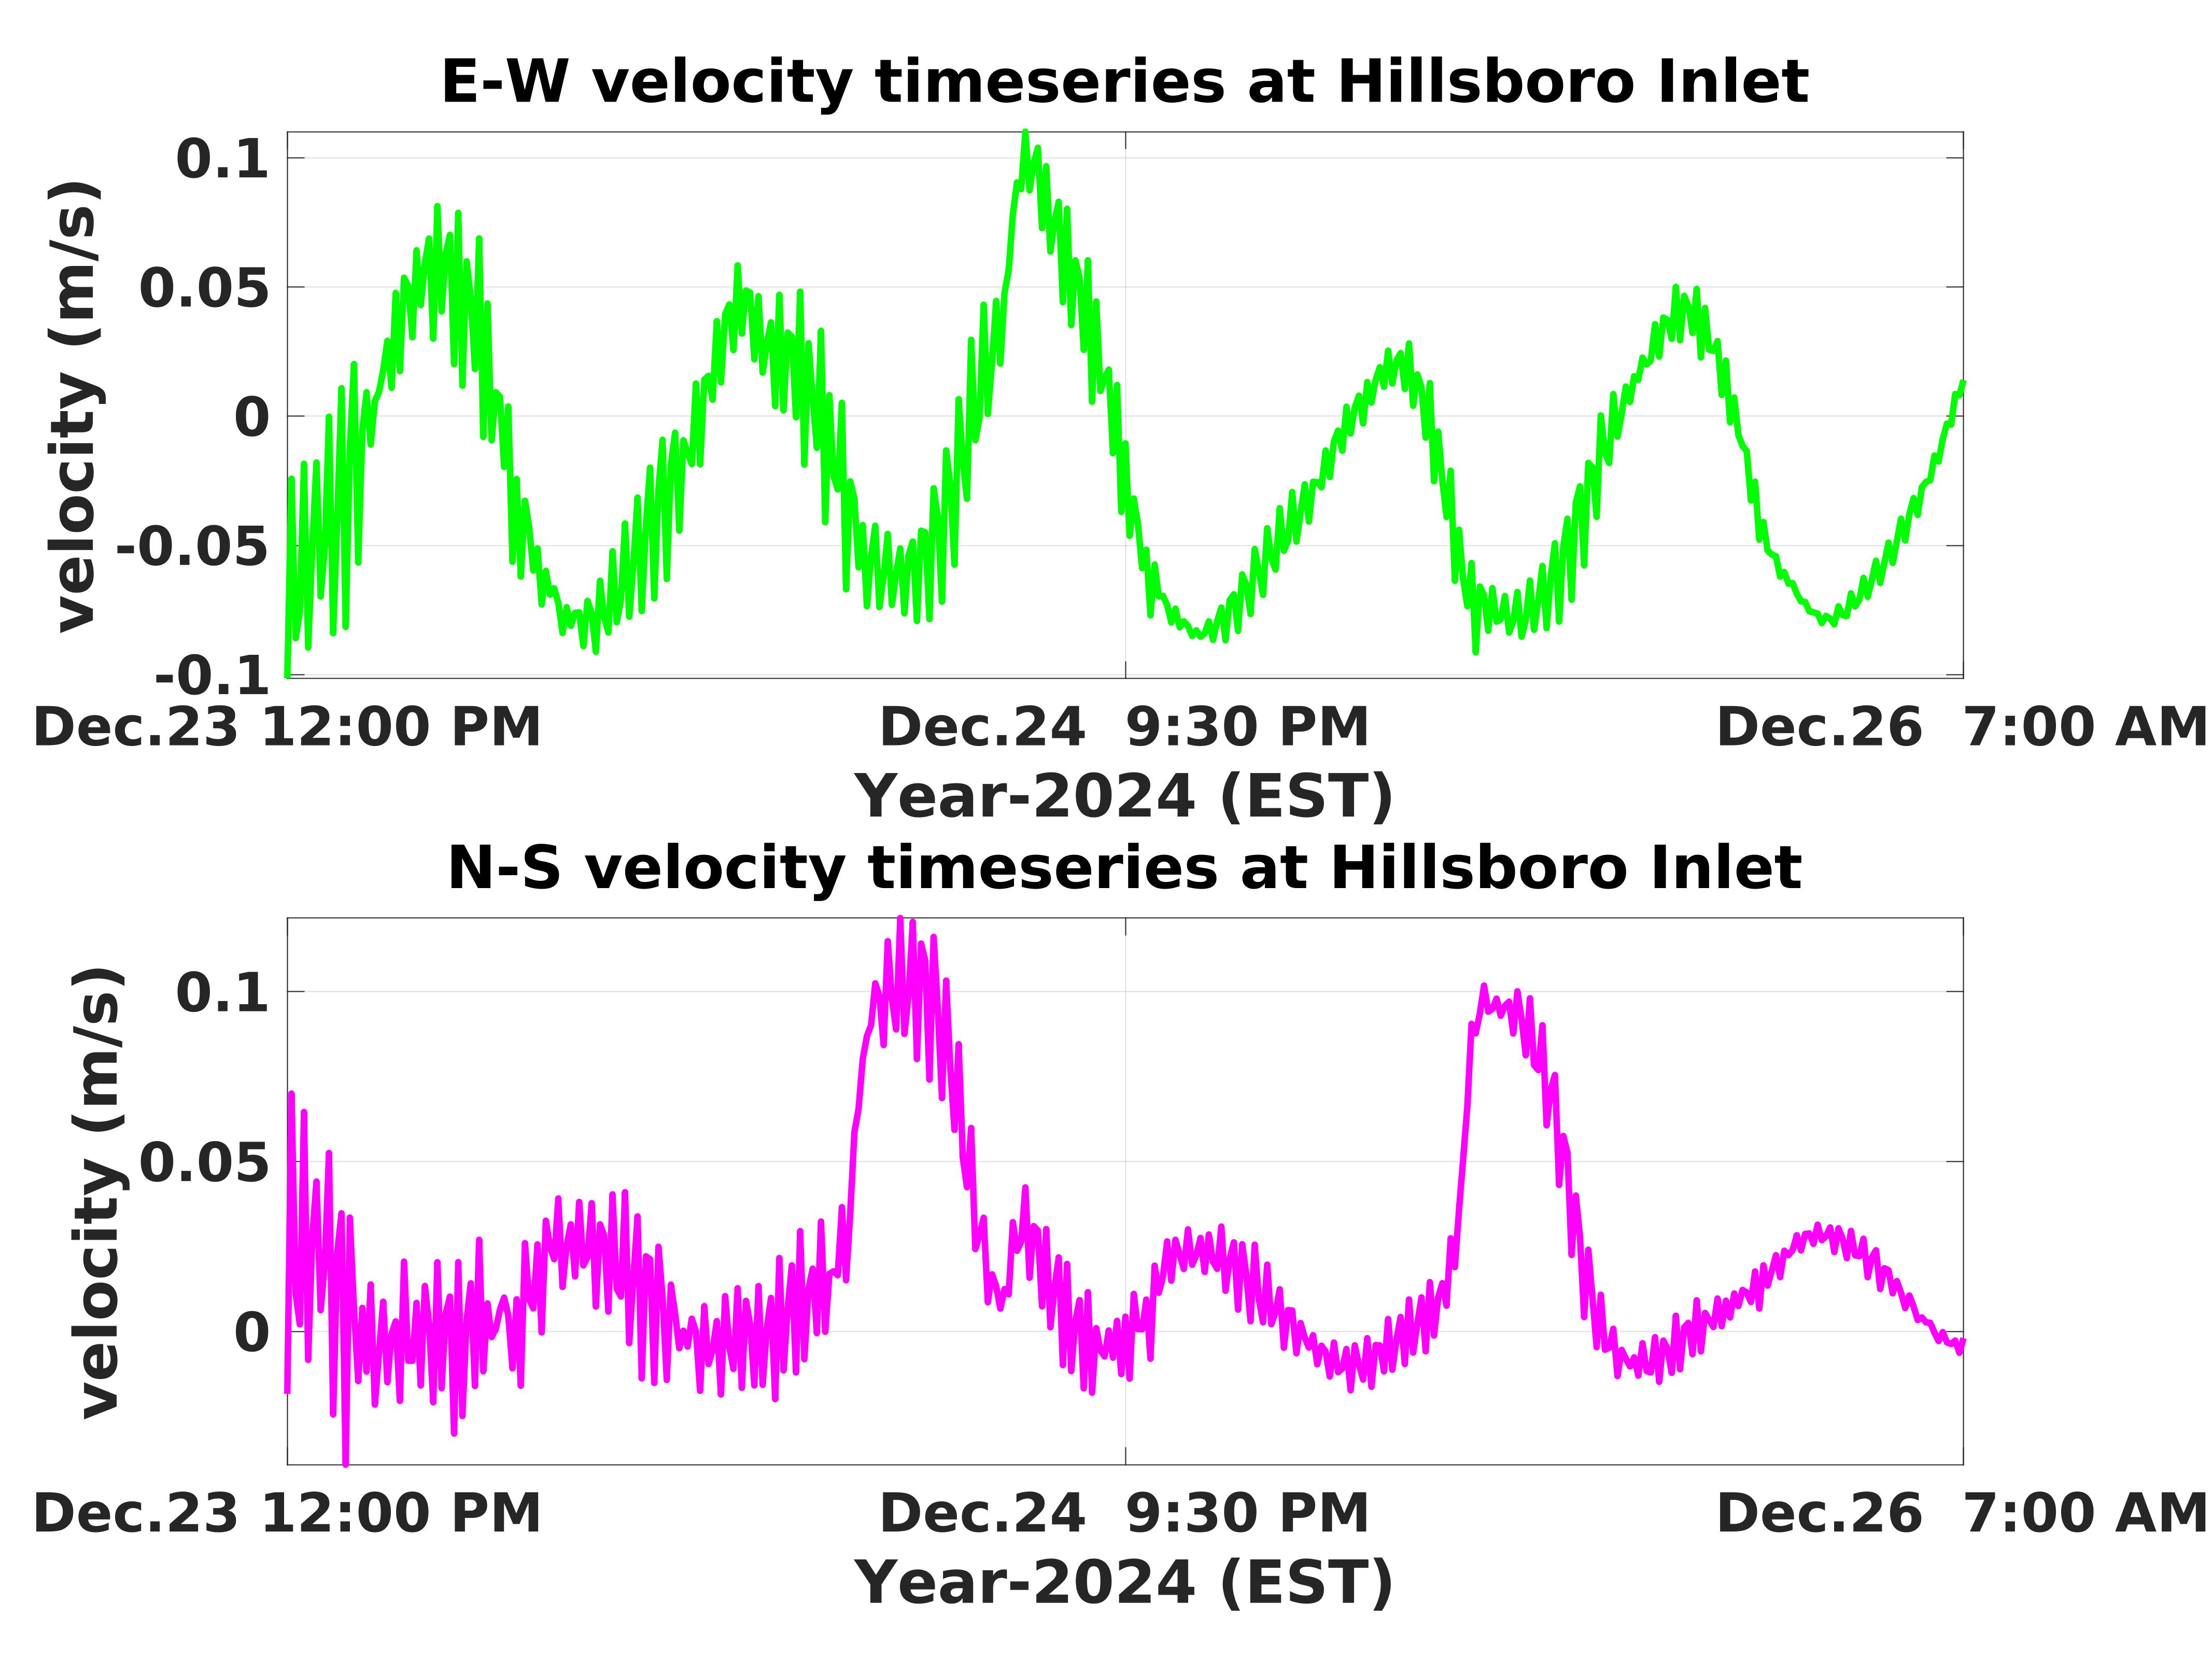 E-W velocity timeseries at Hillsboro Inlet
velocity (m/s)
0.1
0.05
0
-0.05
-0.1
Dec.23 12:00 PM Dec.24 9:30 PM Dec.26 7:00 AM
Year-2024 (EST)
N-S velocity timeseries at Hillsboro Inlet
velocity (m/s)
0.1
0.05
0
Dec.23 12:00 PM Dec.24 9:30 PM Dec.26 7:00 AM
Year-2024 (EST)